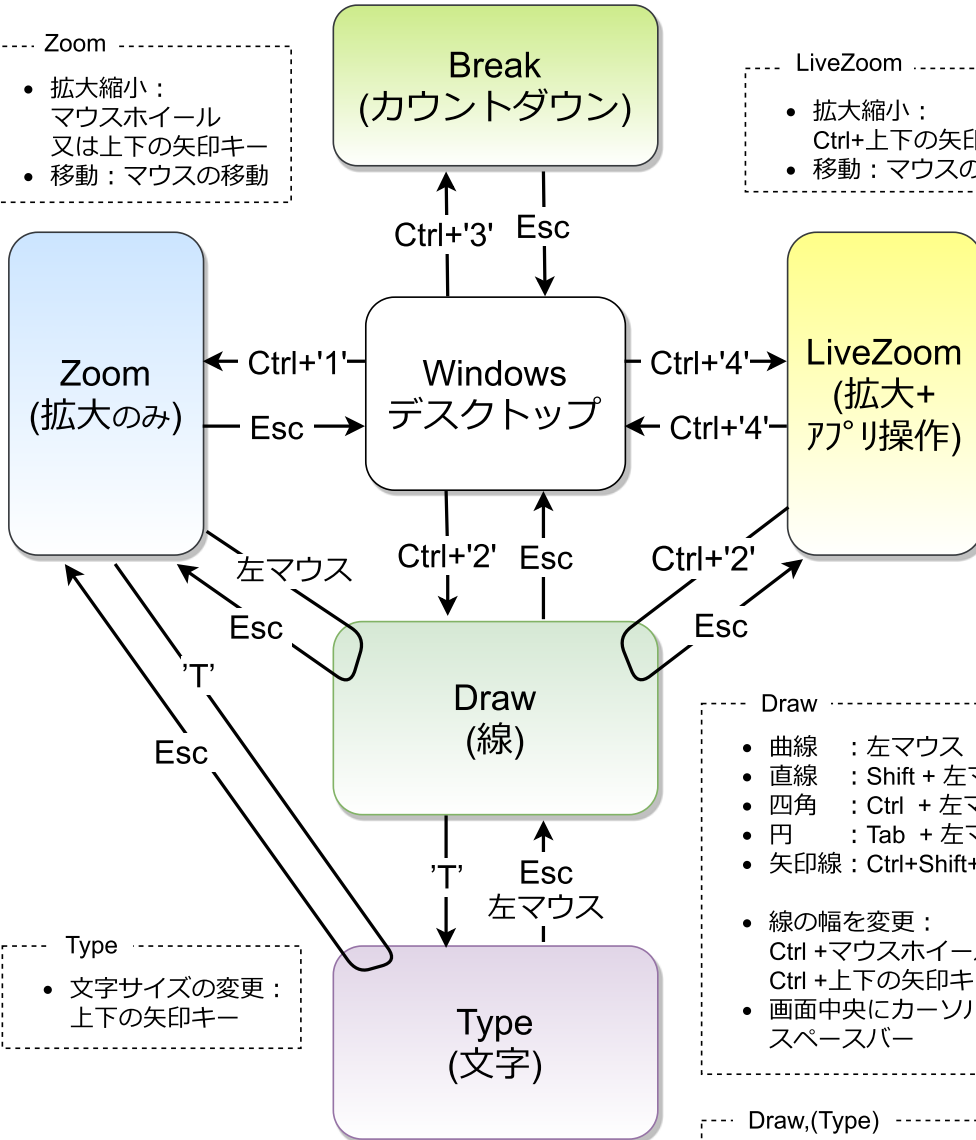 Zoom
• 拡大縮小：
マウスホイール
又は上下の矢印キー
• 移動：マウスの移動
Break
(カウントダウン)
LiveZoom
• 拡大縮小：
Ctrl+上下の矢印
• 移動：マウスの
Ctrl+'3'
Esc
Zoom
(拡大のみ)
Ctrl+'1'
Esc
Windows
デスクトップ
Ctrl+'4'
Ctrl+'4'
LiveZoom
(拡大+
アプリ操作)
左マウス
Esc
Ctrl+'2'
Esc
Ctrl+'2'
Esc
'T'
Esc
Draw
(線)
Draw
• 曲線　：左マウス
• 直線　：Shift + 左マ
• 四角　：Ctrl + 左マ
• 円　　：Tab + 左マ
• 矢印線：Ctrl+Shift+
• 線の幅を変更：
Ctrl +マウスホイー
Ctrl +上下の矢印キ
• 画面中央にカーソル
スペースバー
'T'
Esc
左マウス
Type
• 文字サイズの変更：
上下の矢印キー
Type
(文字)
Draw,(Type)